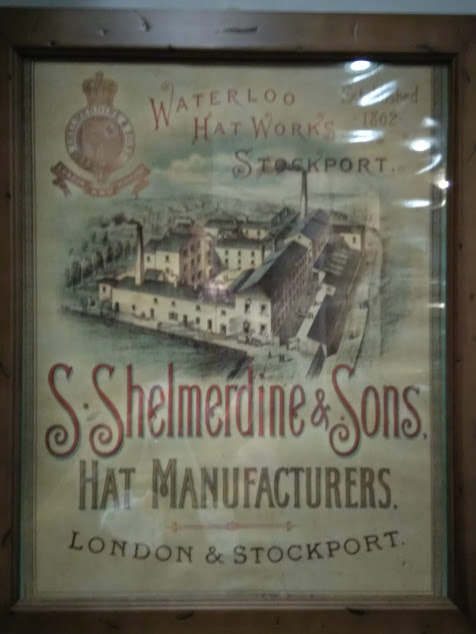 WATERLOO
HAT WORKS
STOCKPORT.
Established
1862
S. Shelmerdine & Sons,
HAT MANUFACTURERS.
LONDON & STOCKPORT.